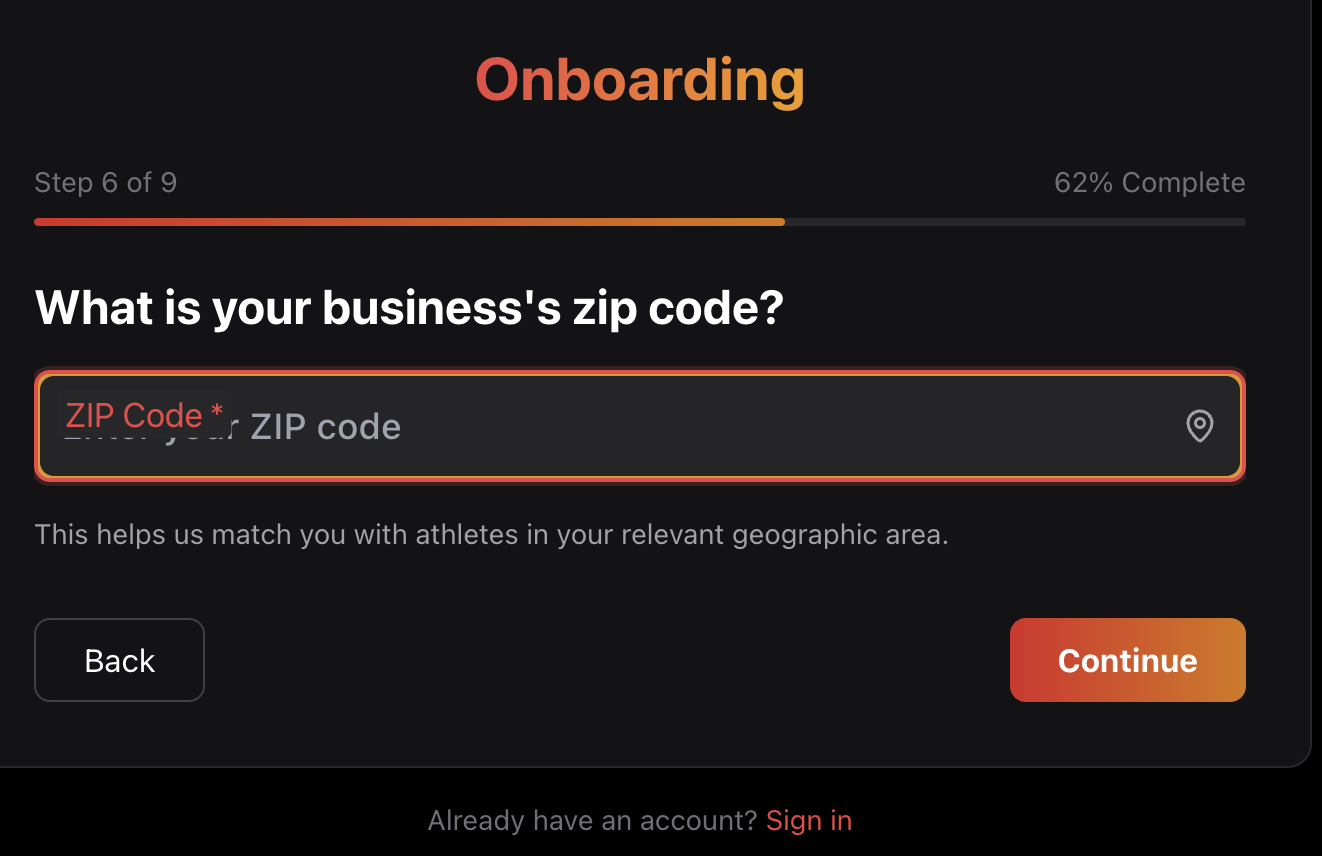 Onboarding
Step 6 of 9
62% Complete
What is your business's zip code?
ZIP Code *
ZIP code
This helps us match you with athletes in your relevant geographic area.
Back
Continue
Already have an account? Sign in